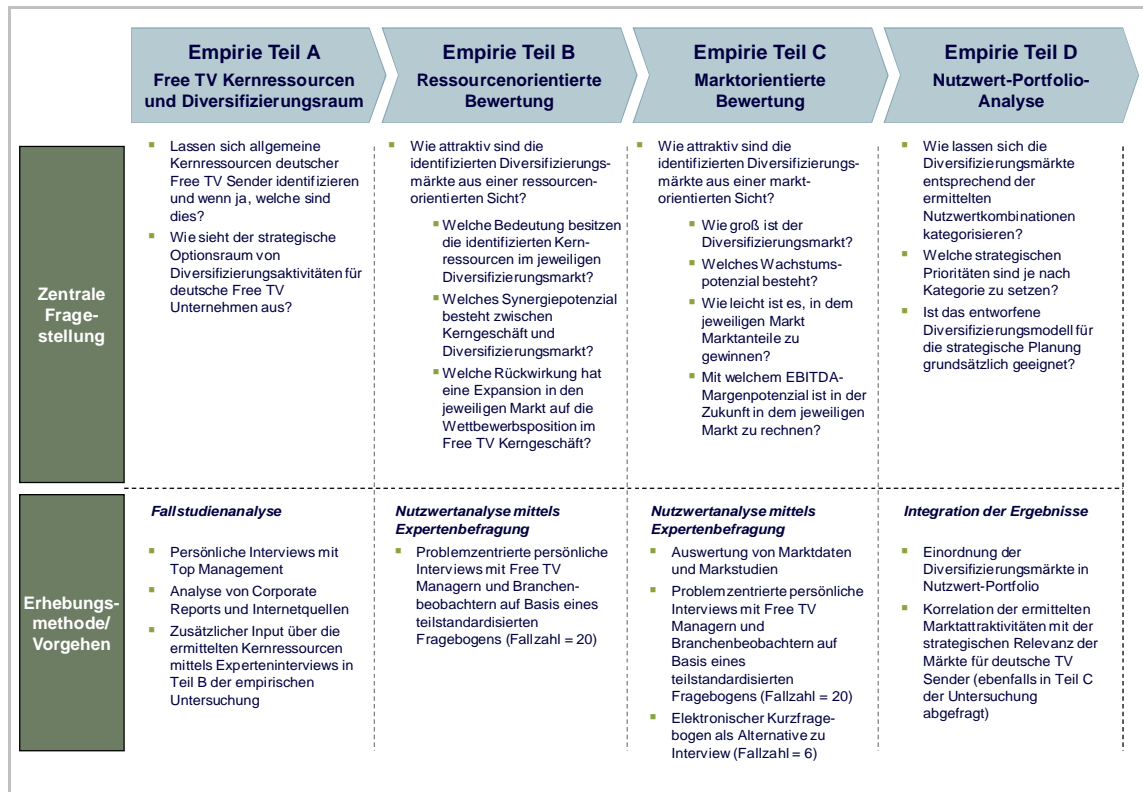 Empirie Teil A
Free TV Kernressourcen
und Diversifizierungsraum
Empirie Teil B
Ressourcenorientierte
Bewertung
Empirie Teil C
Marktorientierte
Bewertung
Empirie Teil D
Nutzwert-Portfolio-
Analyse
Zentrale
Frage-
stellung
▪ Lassen sich allgemeine
Kernressourcen deutscher
Free TV Sender identifizieren
und wenn ja, welche sind
dies?
▪ Wie sieht der strategische
Optionsraum von
Diversifizierungsaktivitäten für
deutsche Free TV
Unternehmen aus?
▪ Wie attraktiv sind die
identifizierten Diversifizierungs-
märkte aus einer ressourcen-
orientierten Sicht?
▪ Welche Bedeutung besitzen
die identifizierten Kern-
ressourcen im jeweiligen
Diversifizierungsmarkt?
▪ Welches Synergiepotenzial
besteht zwischen
Kerngeschäft und
Diversifizierungsmarkt?
▪ Welche Rückwirkung hat
eine Expansion in den
jeweiligen Markt auf die
Wettbewerbsposition im
Free TV Kerngeschäft?
▪ Wie attraktiv sind die
identifizierten Diversifizierungs-
märkte aus einer markt-
orientierten Sicht?
▪ Wie groß ist der
Diversifizierungsmarkt?
▪ Welches Wachstums-
potenzial besteht?
▪ Wie leicht ist es, in dem
jeweiligen Markt
Marktanteile zu
gewinnen?
▪ Mit welchem EBITDA-
Margenpotenzial ist in der
Zukunft in dem jeweiligen
Markt zu rechnen?
▪ Wie lassen sich die
Diversifizierungsmärkte
entsprechend der
ermittelten
Nutzwertkombinationen
kategorisieren?
▪ Welche strategischen
Prioritäten sind je nach
Kategorie zu setzen?
▪ Ist das entworfene
Diversifizierungsmodell für
die strategische Planung
grundsätzlich geeignet?
Erhebungs-
methode/
Vorgehen
Fallstudienanalyse
▪ Persönliche Interviews mit
Top Management
▪ Analyse von Corporate
Reports und Internetquellen
▪ Zusätzlicher Input über die
ermittelten Kernressourcen
mittels Experteninterviews in
Teil B der empirischen
Untersuchung
Nutzwertanalyse mittels
Expertenbefragung
▪ Problemzentrierte persönliche
Interviews mit Free TV
Managern und Branchen-
beobachtern auf Basis eines
teilstandardisierten
Fragebogens (Fallzahl = 20)
Nutzwertanalyse mittels
Expertenbefragung
▪ Auswertung von Marktdaten
und Markstudien
▪ Problemzentrierte persönliche
Interviews mit Free TV
Managern und
Branchenbeobachtern auf
Basis eines
teilstandardisierten
Fragebogens (Fallzahl = 20)
▪ Elektronischer Kurzfrage-
bogen als Alternative zu
Interview (Fallzahl = 6)
Integration der Ergebnisse
▪ Einordnung der
Diversifizierungsmärkte in
Nutzwert-Portfolio
▪ Korrelation der ermittelten
Marktattraktivitäten mit der
strategischen Relevanz der
Märkte für deutsche TV
Sender (ebenfalls in Teil C
der Untersuchung
abgefragt)